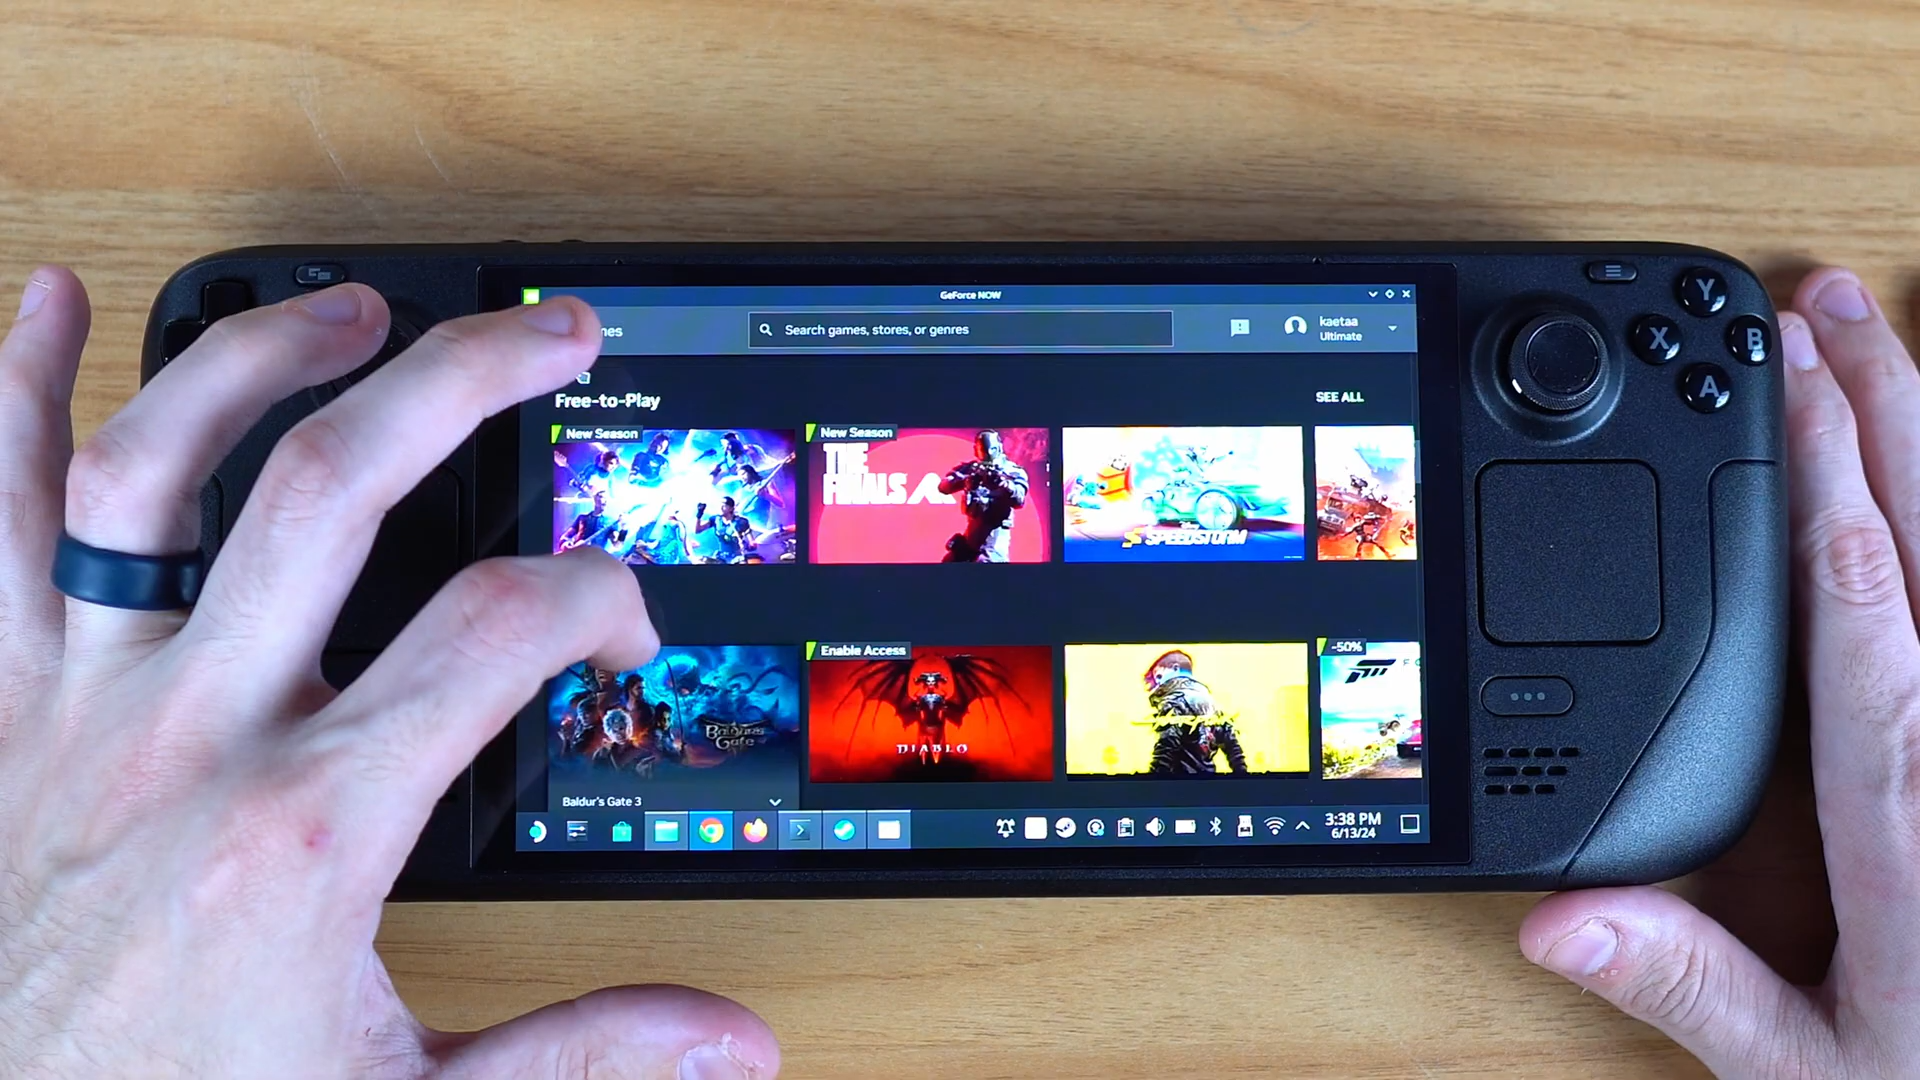 GeForce NOW
nes
Search games, stores, or genres
kaetaa
Ultimate
Free-to-Play
SEE ALL
New Season
New Season
THE
FINALS
SPEEDSTORM
Enable Access
-50%
Baldur's
Gate
DIABLO
Baldur's Gate 3
3:38 PM
6/13/24
Y
X
B
A